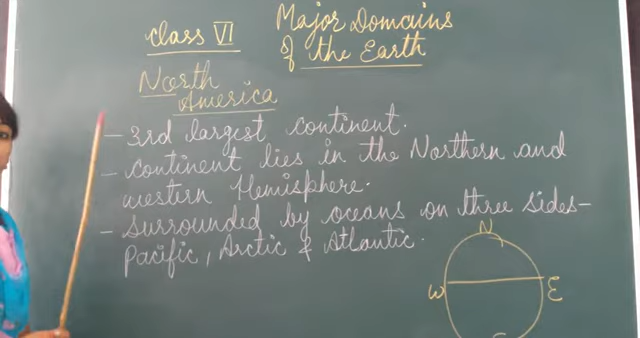 Class VI
Major Domains
of the Earth
North
America
- 3rd largest continent.
- continent lies in the Northern and
western Hemisphere.
- Surrounded by oceans on three sides-
Pacific, Arctic & Atlantic.
N
W E